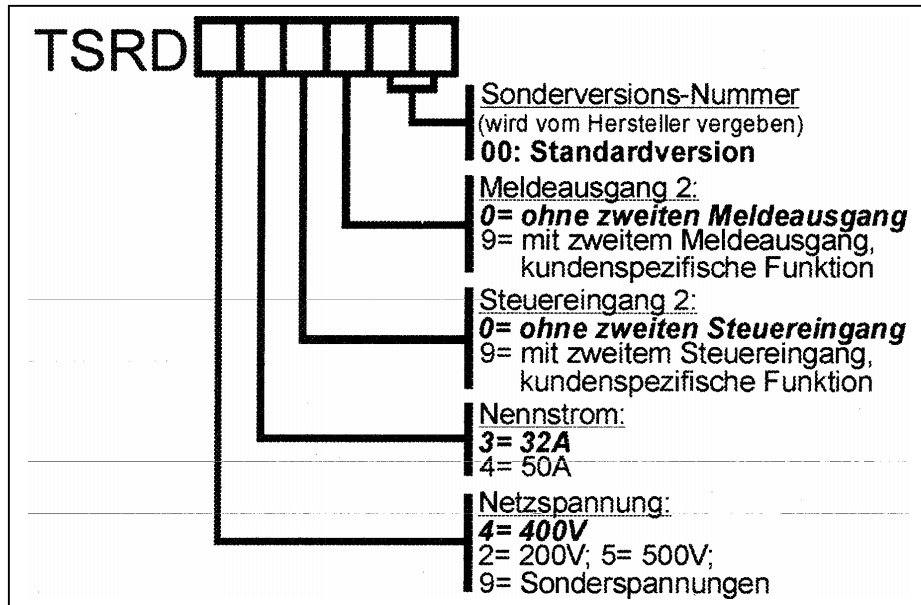 TSRD
Sonderversions-Nummer
(wird vom Hersteller vergeben)
00: Standardversion
Meldeausgang 2:
0= ohne zweiten Meldeausgang
9= mit zweitem Meldeausgang,
kundenspezifische Funktion
Steuereingang 2:
0= ohne zweiten Steuereingang
9= mit zweitem Steuereingang,
kundenspezifische Funktion
Nennstrom:
3= 32A
4= 50A
Netzspannung:
4= 400V
2= 200V; 5= 500V;
9= Sonderspannungen